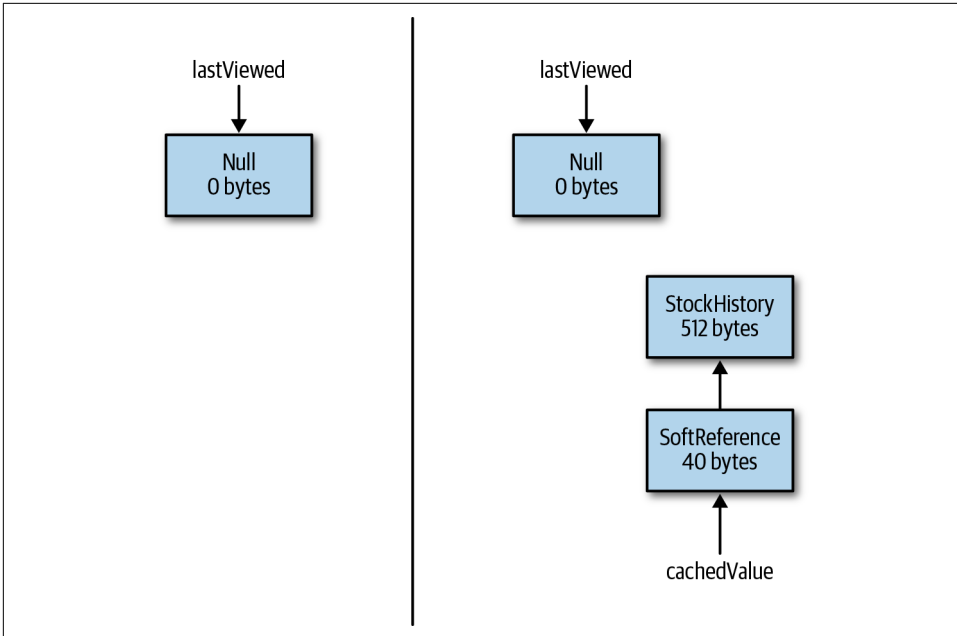 lastViewed
Null
0 bytes
lastViewed
Null
0 bytes
StockHistory
512 bytes
SoftReference
40 bytes
cachedValue